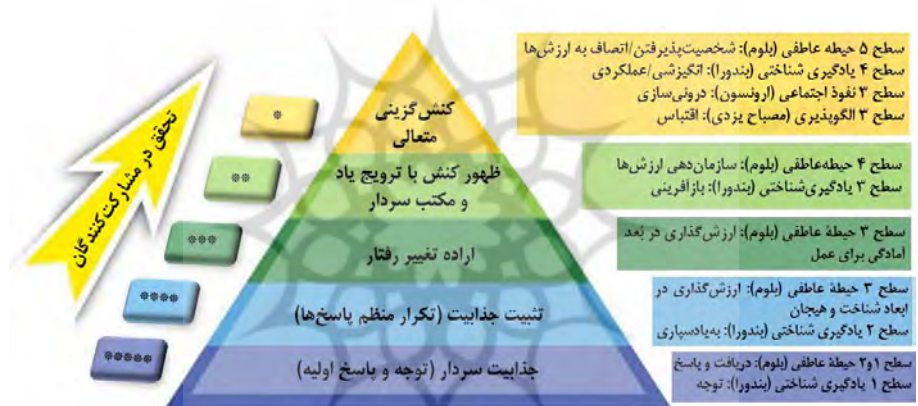 سطح ۵ حیطه عاطفی (بلوم): شخصیت‌پذیرفتن/اتصاف به ارزش‌ها
سطح ۴ یادگیری شناختی (بندورا): انگیزشی/عملکردی
سطح ۳ نفوذ اجتماعی (ارونسون): درونی‌سازی
سطح ۳ الگوپذیری (مصباح یزدی): اقتباس
کنش گزینی
متعالی
*
سطح ۴ حیطه‌عاطفی (بلوم): سازمان‌دهی ارزش‌ها
سطح ۳ یادگیری‌شناختی (بندورا): بازآفرینی
ظهور کنش با ترویج یاد
و مکتب سردار
**
سطح ۳ حیطهٔ عاطفی (بلوم): ارزش‌گذاری در بُعد
آمادگی برای عمل
اراده تغییر رفتار
***
سطح ۳ حیطهٔ عاطفی (بلوم): ارزش‌گذاری در
ابعاد شناخت و هیجان
سطح ۲ یادگیری شناختی (بندورا): به‌یادسپاری
تثبیت جذابیت (تکرار منظم پاسخ‌ها)
****
سطح ۱و۲ حیطهٔ عاطفی (بلوم): دریافت و پاسخ
سطح ۱ یادگیری شناختی (بندورا): توجه
جذابیت سردار (توجه و پاسخ اولیه)
*****
تحقق در مشارکت‌کنندگان